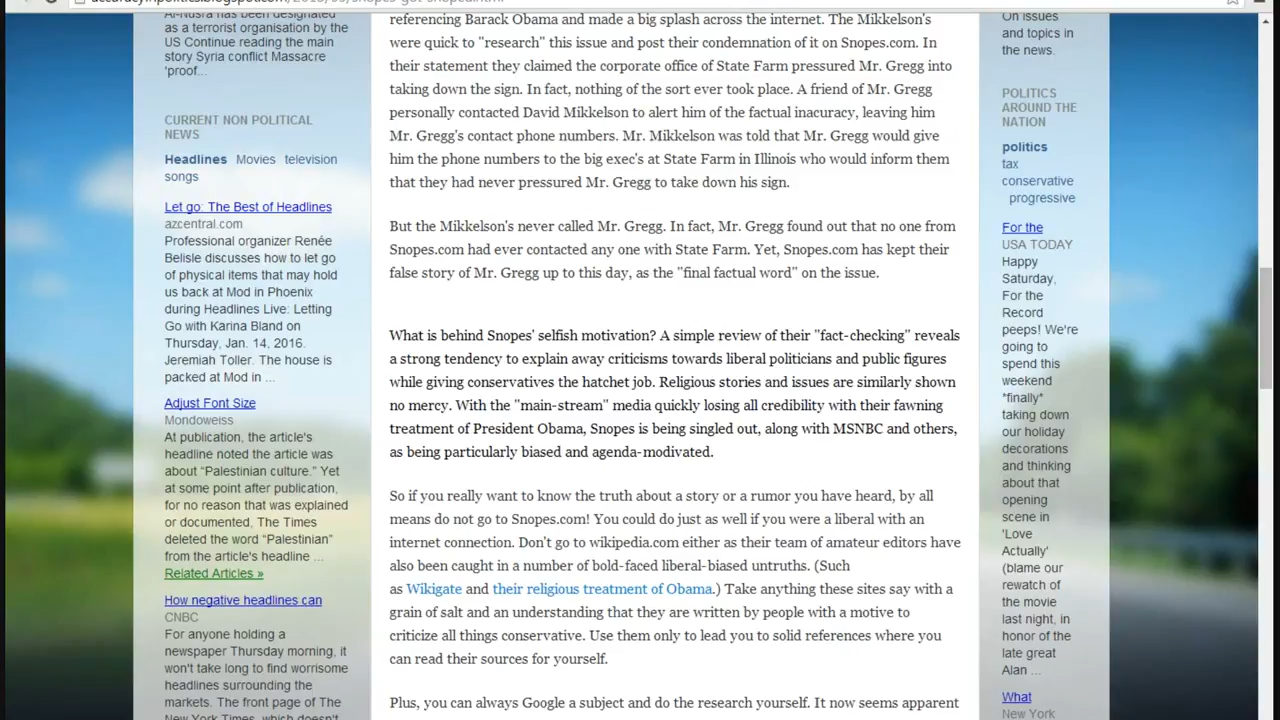 Al-Nusra has been designated
as a terrorist organisation by the
US Continue reading the main
story Syria conflict Massacre
'proof...
CURRENT NON POLITICAL
NEWS
Headlines Movies television
songs
Let go: The Best of Headlines
azcentral.com
Professional organizer Renée
Belisle discusses how to let go
of physical items that may hold
us back at Mod in Phoenix
during Headlines Live: Letting
Go with Karina Bland on
Thursday, Jan. 14, 2016.
Jeremiah Toller. The house is
packed at Mod in ...
Adjust Font Size
Mondoweiss
At publication, the article's
headline noted the article was
about “Palestinian culture.” Yet
at some point after publication,
for no reason that was explained
or documented, The Times
deleted the word “Palestinian”
from the article's headline ...
Related Articles »
How negative headlines can
CNBC
For anyone holding a
newspaper Thursday morning, it
won't take long to find worrisome
headlines surrounding the
markets. The front page of The
New York Times, which doesn't
referencing Barack Obama and made a big splash across the internet. The Mikkelson's
were quick to "research" this issue and post their condemnation of it on Snopes.com. In
their statement they claimed the corporate office of State Farm pressured Mr. Gregg into
taking down the sign. In fact, nothing of the sort ever took place. A friend of Mr. Gregg
personally contacted David Mikkelson to alert him of the factual inacuracy, leaving him
Mr. Gregg's contact phone numbers. Mr. Mikkelson was told that Mr. Gregg would give
him the phone numbers to the big exec's at State Farm in Illinois who would inform them
that they had never pressured Mr. Gregg to take down his sign.
But the Mikkelson's never called Mr. Gregg. In fact, Mr. Gregg found out that no one from
Snopes.com had ever contacted any one with State Farm. Yet, Snopes.com has kept their
false story of Mr. Gregg up to this day, as the "final factual word" on the issue.
What is behind Snopes' selfish motivation? A simple review of their "fact-checking" reveals
a strong tendency to explain away criticisms towards liberal politicians and public figures
while giving conservatives the hatchet job. Religious stories and issues are similarly shown
no mercy. With the "main-stream" media quickly losing all credibility with their fawning
treatment of President Obama, Snopes is being singled out, along with MSNBC and others,
as being particularly biased and agenda-motivated.
So if you really want to know the truth about a story or a rumor you have heard, by all
means do not go to Snopes.com! You could do just as well if you were a liberal with an
internet connection. Don't go to wikipedia.com either as their team of amateur editors have
also been caught in a number of bold-faced liberal-biased untruths. (Such
as Wikigate and their religious treatment of Obama.) Take anything these sites say with a
grain of salt and an understanding that they are written by people with a motive to
criticize all things conservative. Use them only to lead you to solid references where you
can read their sources for yourself.
Plus, you can always Google a subject and do the research yourself. It now seems apparent
On issues
and topics in
the news.
POLITICS
AROUND THE
NATION
politics
tax
conservative
progressive
For the
USA TODAY
Happy
Saturday,
For the
Record
peeps! We're
going to
spend this
weekend
*finally*
taking down
our holiday
decorations
and thinking
about that
opening
scene in
'Love
Actually'
(blame our
rewatch of
the movie
last night, in
honor of the
late great
Alan ...
What
New York